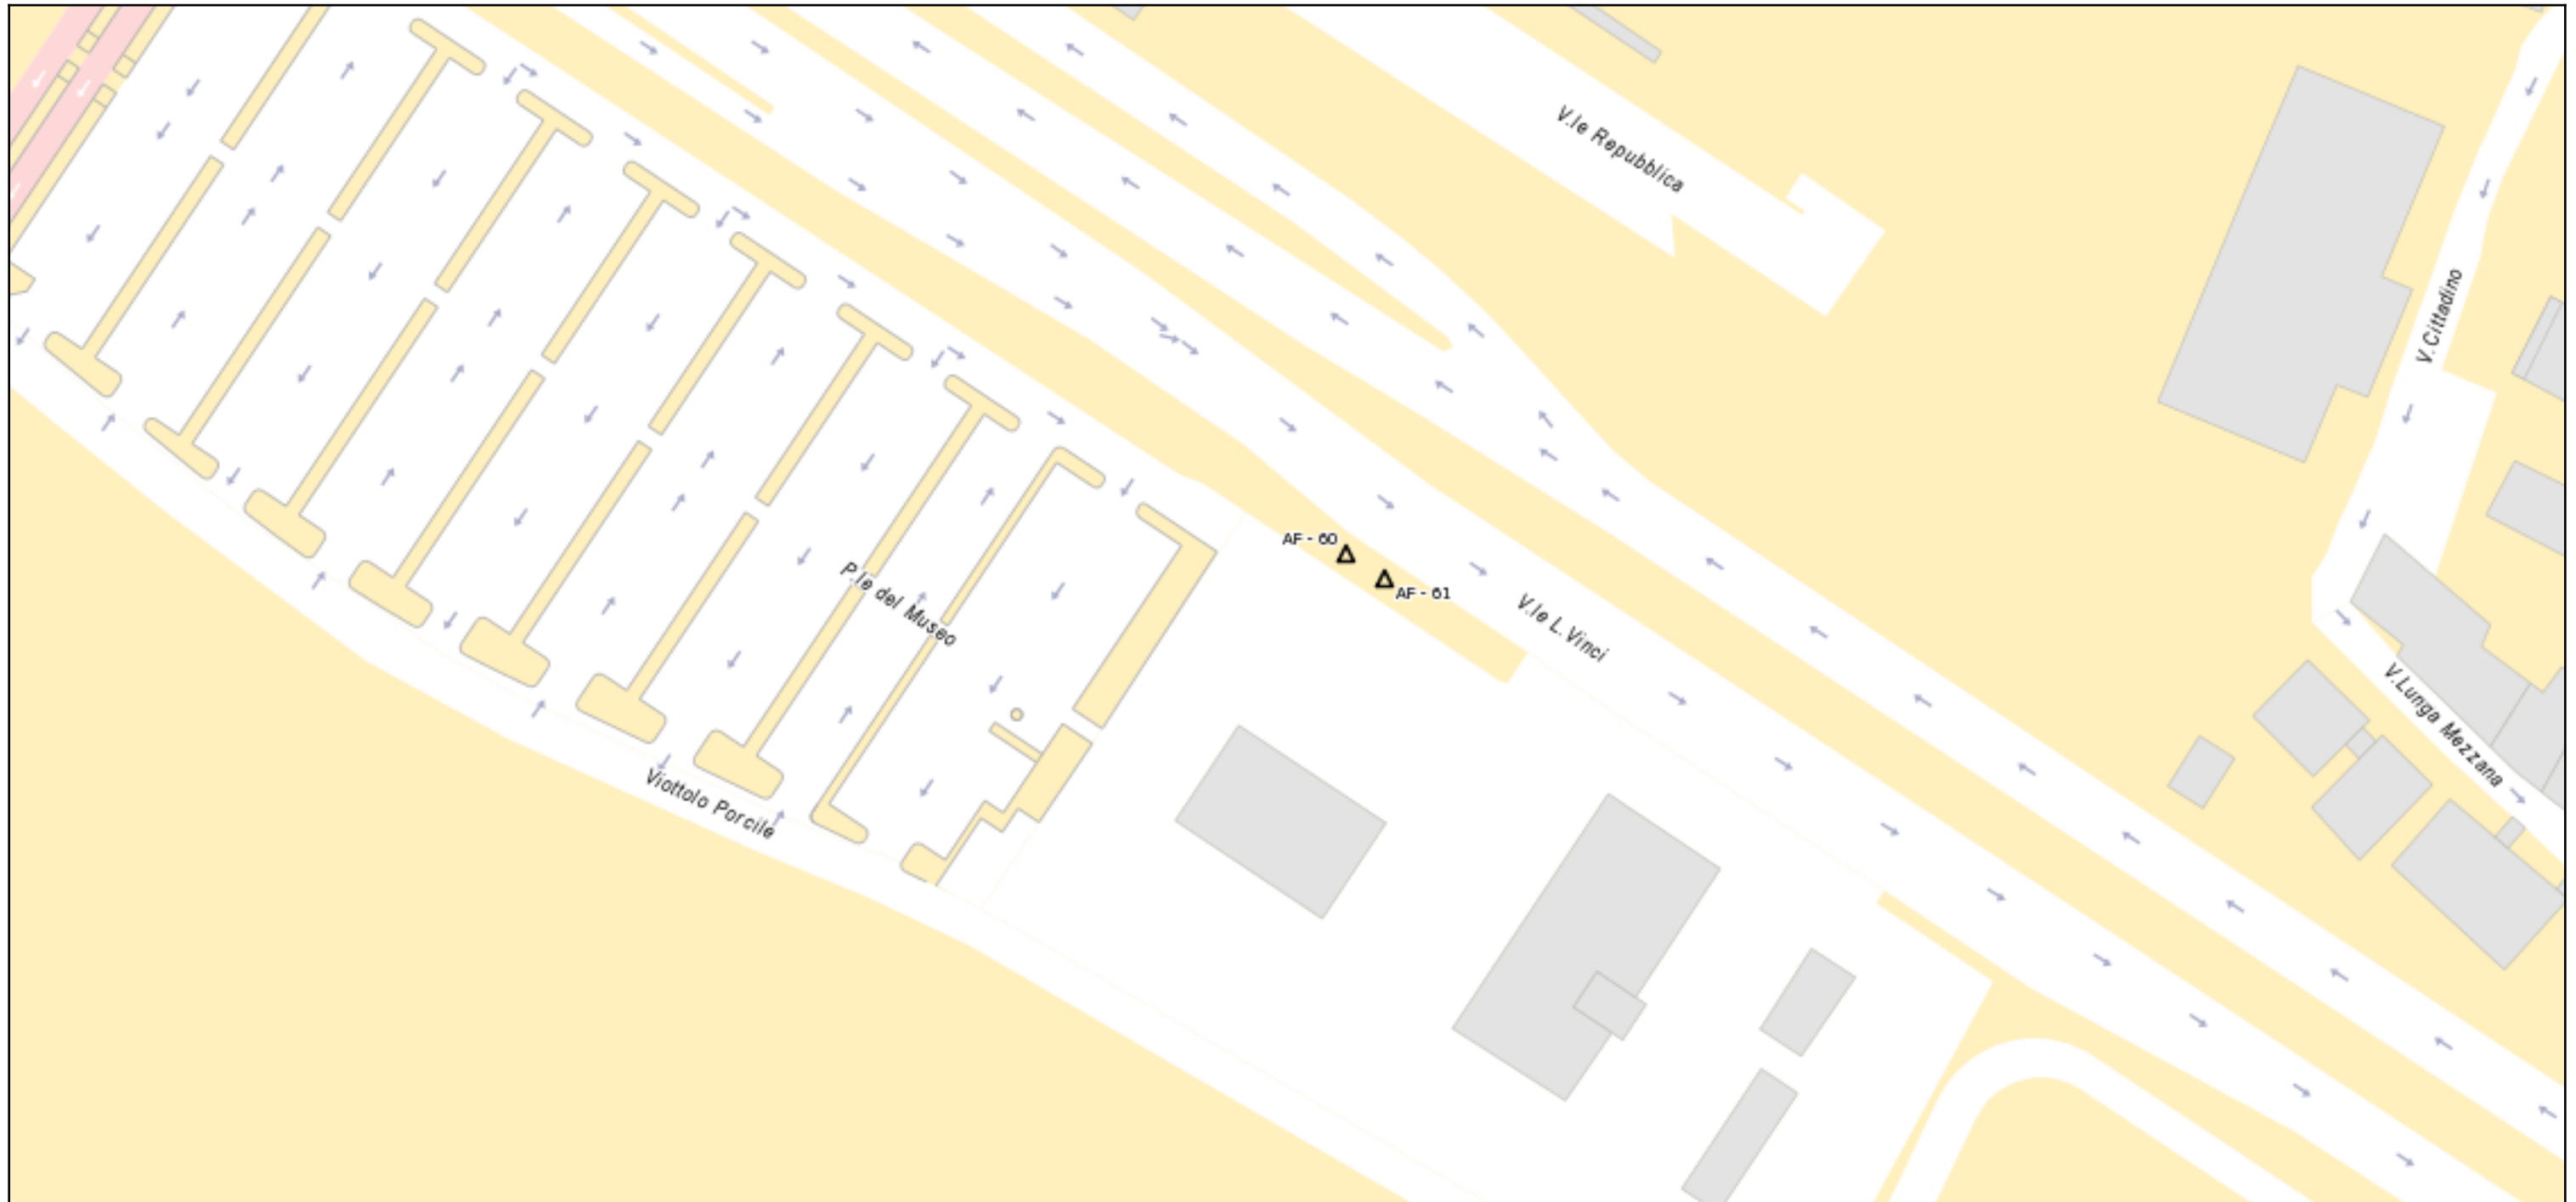 V.le Repubblica
V.Cittadino
AF - 60
AF - 61
P.le del Museo
V.le L.Vinci
V.Lunga Mezzana
Viottolo Porcile